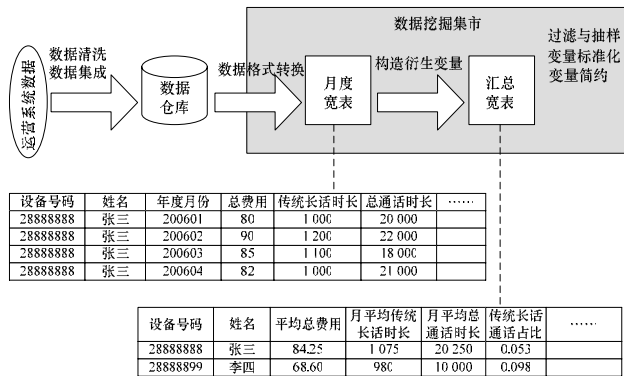 数据挖掘集市
过滤与抽样
变量标准化
变量简约
数据清洗
数据集成
数据格式转换
构造衍生变量
运营系统数据
数据
仓库
月度
宽表
汇总
宽表
设备号码 姓名 年度月份 总费用 传统长话时长 总通话时长 ……
28888888 张三 200601 80 1 000 20 000
28888888 张三 200602 90 1 200 22 000
28888888 张三 200603 85 1 100 18 000
28888888 张三 200604 82 1 000 21 000
设备号码 姓名 平均总费用 月平均传统长话时长 月平均总通话时长 传统长话通话占比 ……
28888888 张三 84.25 1 075 20 250 0.053
28888899 李四 68.60 980 10 000 0.098